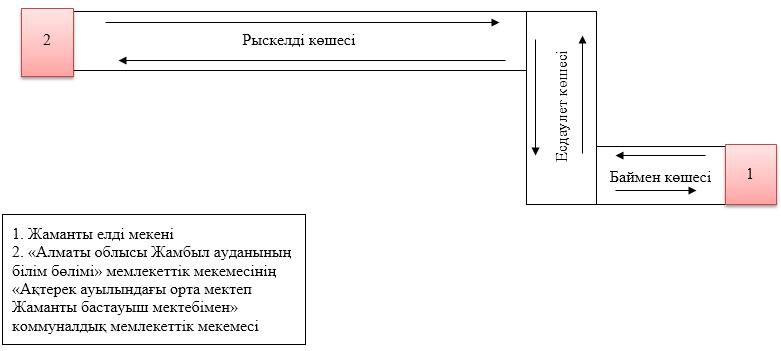 2
Рыскелді көшесі
Есдаулет көшесі
Баймен көшесі
1
1. Жаманты елді мекені
2. «Алматы облысы Жамбыл ауданының
білім бөлімі» мемлекеттік мекемесінің
«Ақтерек ауылындағы орта мектеп
Жаманты бастауыш мектебімен»
коммуналдық мемлекеттік мекемесі